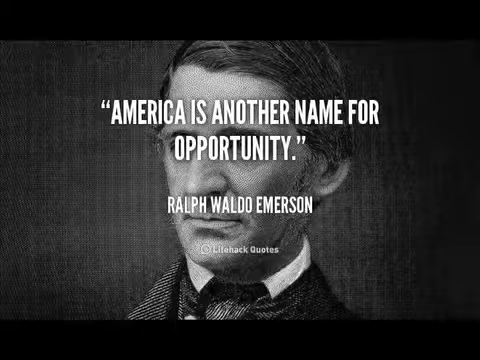 “AMERICA IS ANOTHER NAME FOR
OPPORTUNITY.”
RALPH WALDO EMERSON
Lifehack Quotes